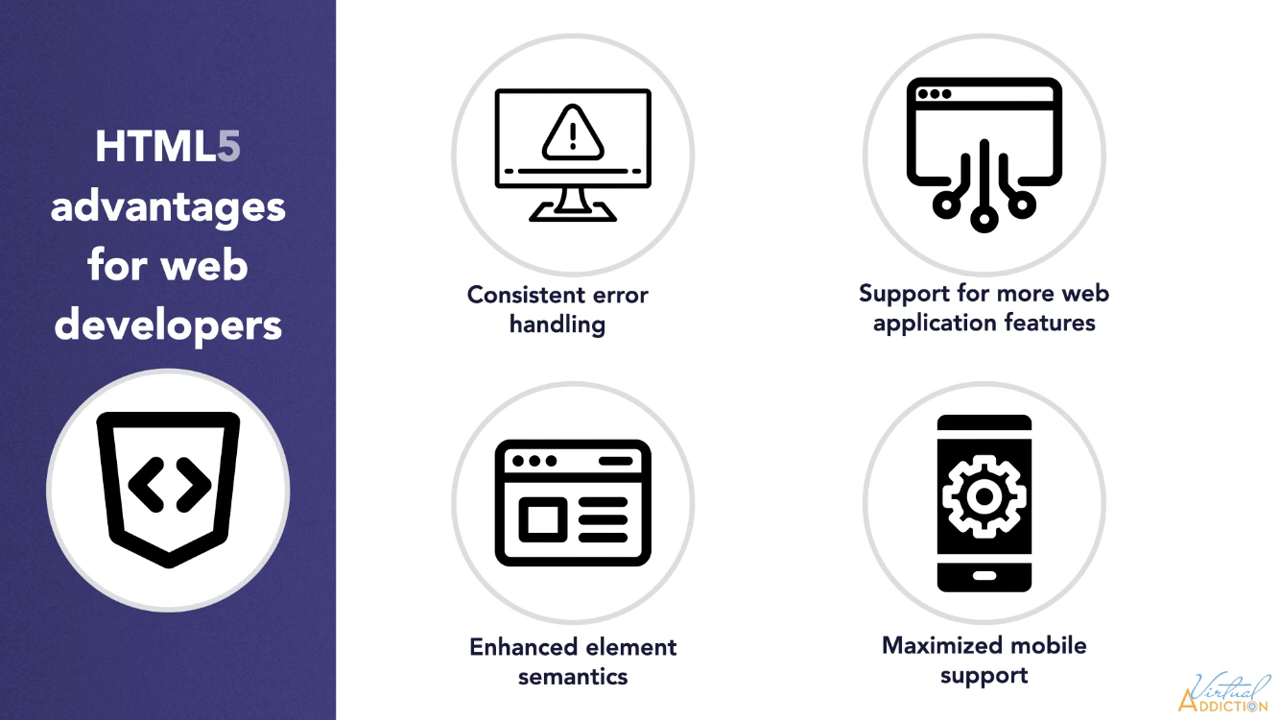 HTML5
advantages
for web
developers
Consistent error
handling
Support for more web
application features
Enhanced element
semantics
Maximized mobile
support
Virtual
ADDICTION